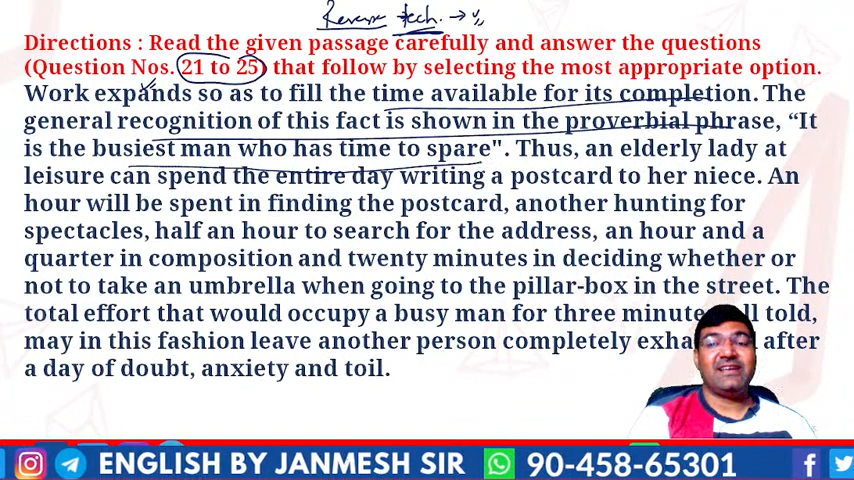 Reverse tech. →
Directions : Read the given passage carefully and answer the questions
(Question Nos. 21 to 25) that follow by selecting the most appropriate option.
Work expands so as to fill the time available for its completion. The
general recognition of this fact is shown in the proverbial phrase, “It
is the busiest man who has time to spare". Thus, an elderly lady at
leisure can spend the entire day writing a postcard to her niece. An
hour will be spent in finding the postcard, another hunting for
spectacles, half an hour to search for the address, an hour and a
quarter in composition and twenty minutes in deciding whether or
not to take an umbrella when going to the pillar-box in the street. The
total effort that would occupy a busy man for three minutes all told,
may in this fashion leave another person completely after
a day of doubt, anxiety and toil.
ENGLISH BY JANMESH SIR 90-458-65301